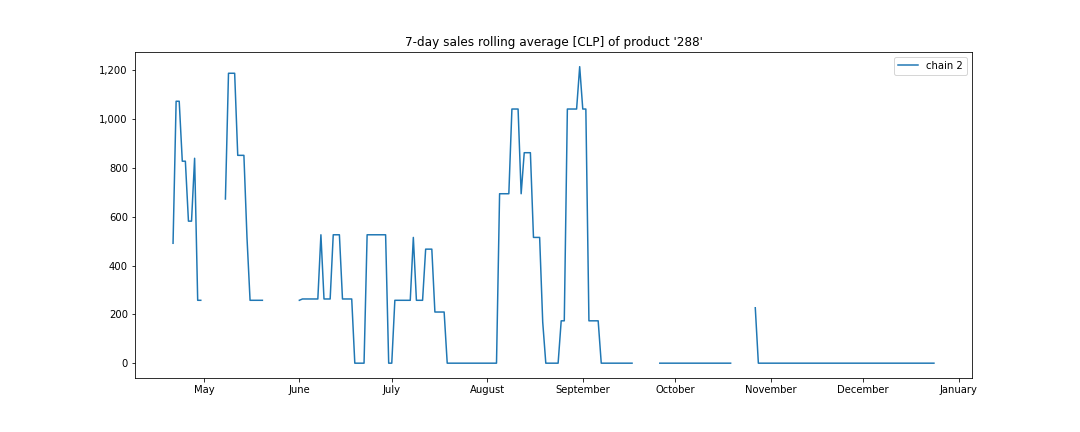 7-day sales rolling average [CLP] of product '288'
chain 2
1,200
1,000
800
600
400
200
0
May June July August September October November December January